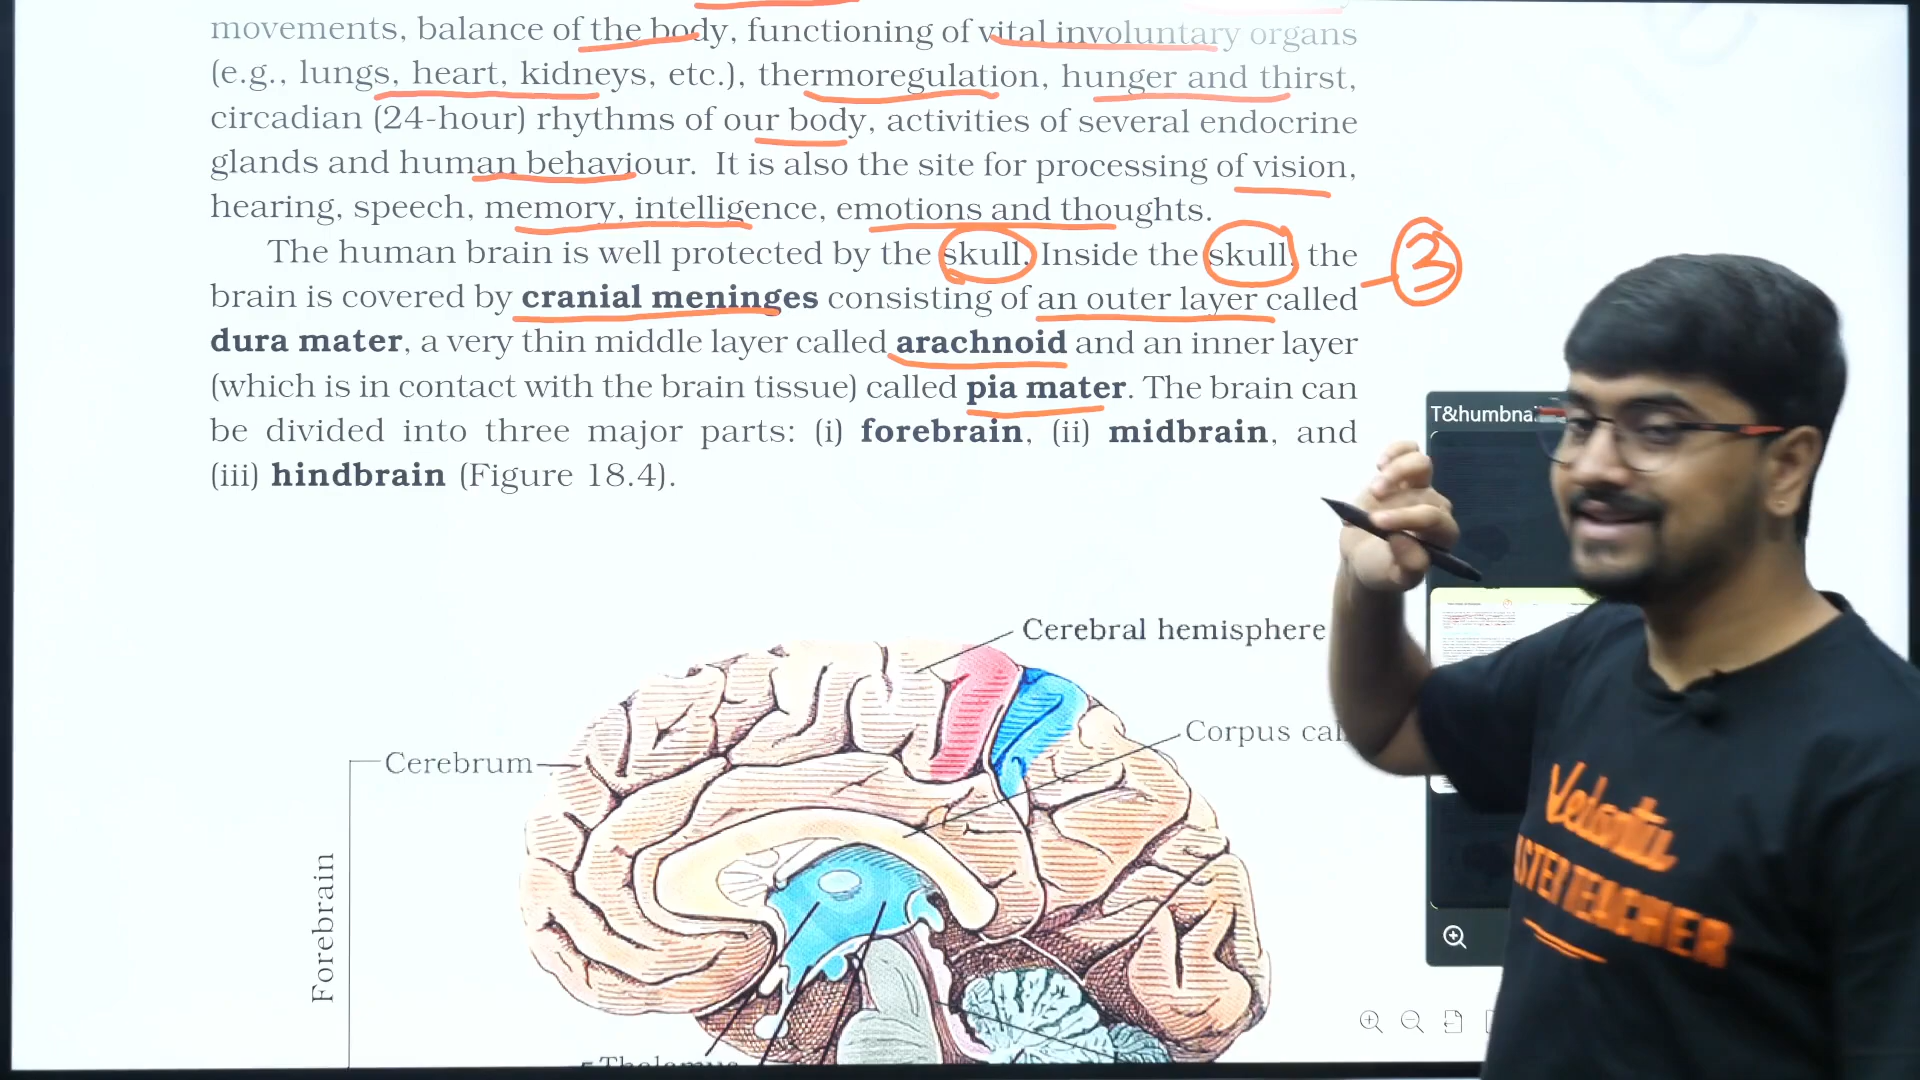 movements, balance of the body, functioning of vital involuntary organs
(e.g., lungs, heart, kidneys, etc.), thermoregulation, hunger and thirst,
circadian (24-hour) rhythms of our body, activities of several endocrine
glands and human behaviour. It is also the site for processing of vision,
hearing, speech, memory, intelligence, emotions and thoughts.
The human brain is well protected by the skull. Inside the skull, the
brain is covered by cranial meninges consisting of an outer layer called
dura mater, a very thin middle layer called arachnoid and an inner layer
(which is in contact with the brain tissue) called pia mater. The brain can
be divided into three major parts: (i) forebrain, (ii) midbrain, and
(iii) hindbrain (Figure 18.4).
3
T&humbnai
Cerebral hemisphere
Corpus cal
Cerebrum
Forebrain
Vedantu
ASTER TEACHER